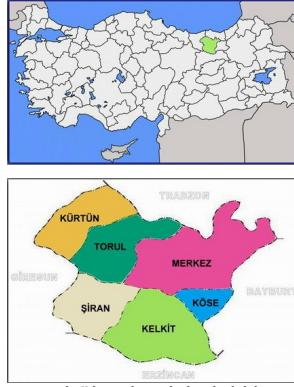 TRABZON
KÜRTÜN
TORUL
MERKEZ
GİRESUN
BAYBURT
ŞİRAN
KÖSE
KELKİT
ERZİNCAN